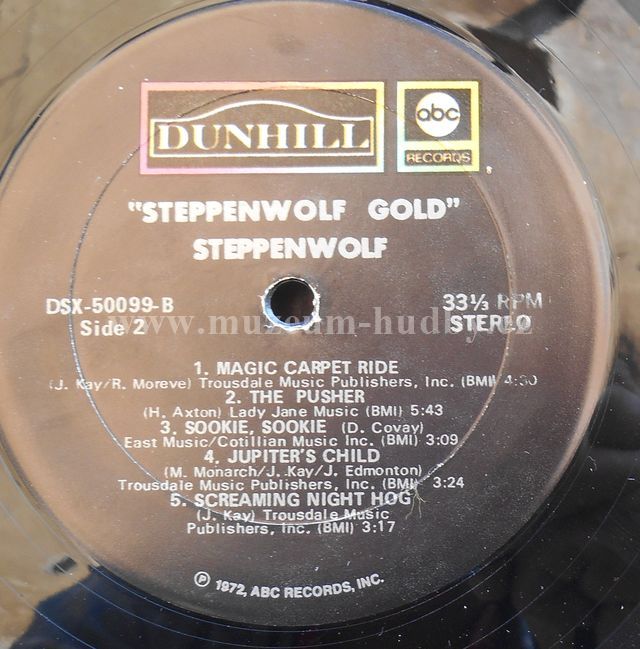 DUNHILL
abc
RECORDS
"STEPPENWOLF GOLD"
STEPPENWOLF
DSX-50099-B
Side 2
33⅓ RPM
STEREO
1. MAGIC CARPET RIDE
(J. Kay/R. Moreve) Trousdale Music Publishers, Inc. (BMI)
2. THE PUSHER
(H. Axton) Lady Jane Music (BMI) 5:43
3. SOOKIE, SOOKIE (D. Covay)
East Music/Cotillian Music Inc. (BMI) 3:09
4. JUPITER'S CHILD
(M. Monarch/J. Kay/J. Edmonton)
Trousdale Music Publishers, Inc. (BMI) 3:24
5. SCREAMING NIGHT HOG
(J. Kay) Trousdale Music
Publishers, Inc. (BMI) 3:17
Ⓟ 1972, ABC RECORDS, INC.
www.muzeum-hudby.cz